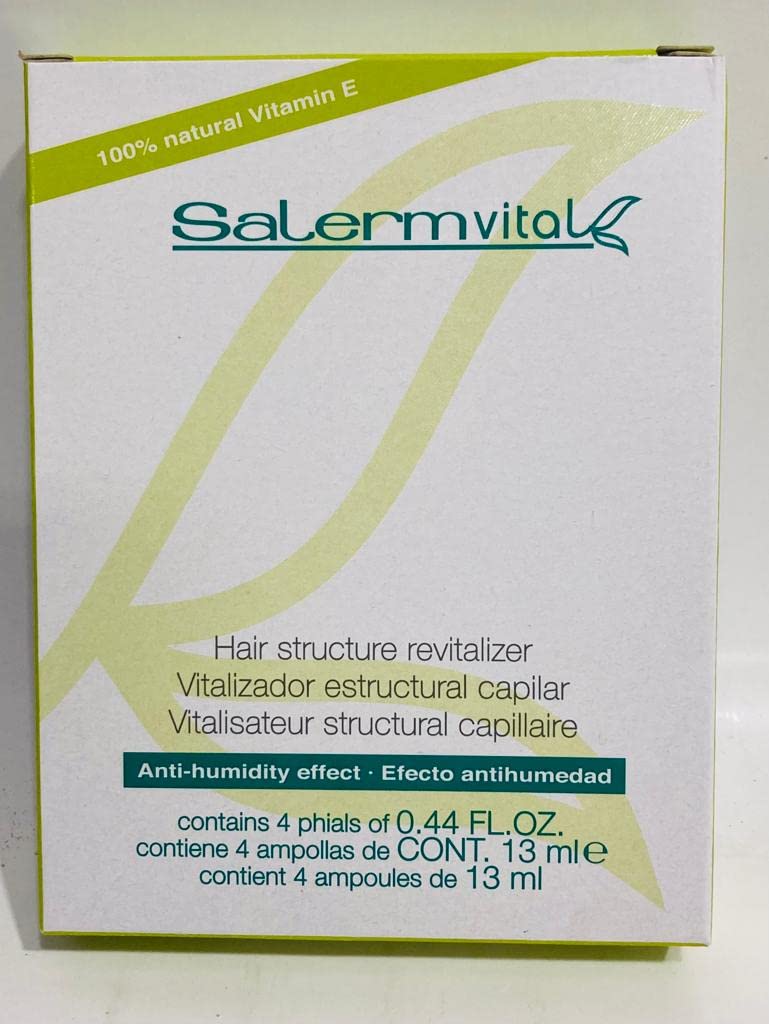 100% natural Vitamin E
Salerm vital
Hair structure revitalizer
Vitalizador estructural capilar
Vitalisateur structural capillaire
Anti-humidity effect · Efecto antihumedad
contains 4 phials of 0.44 FL.OZ.
contiene 4 ampollas de CONT. 13 ml e
contient 4 ampoules de 13 ml